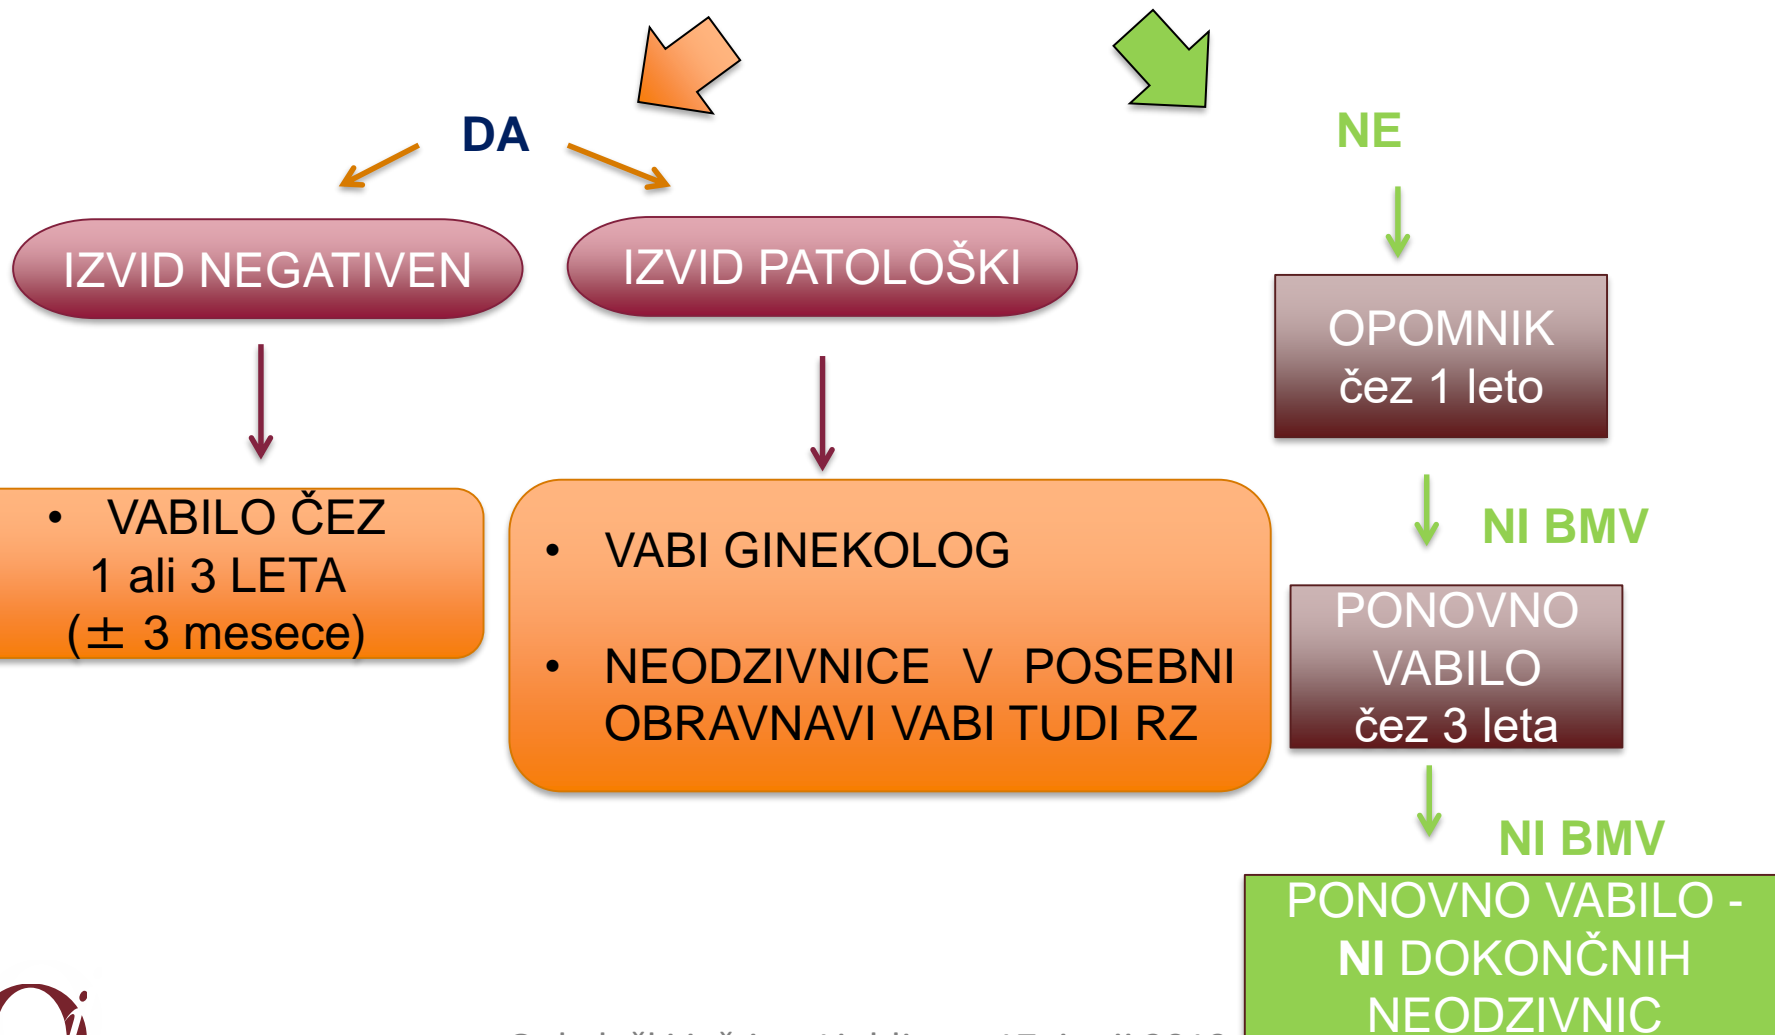 DA
NE
IZVID NEGATIVEN
IZVID PATOLOŠKI
OPOMNIK
čez 1 leto
• VABILO ČEZ
1 ali 3 LETA
(± 3 mesece)
• VABI GINEKOLOG
• NEODZIVNICE V POSEBNI
OBRAVNAVI VABI TUDI RZ
NI BMV
PONOVNO
VABILO
čez 3 leta
NI BMV
PONOVNO VABILO -
NI DOKONČNIH
NEODZIVNIC